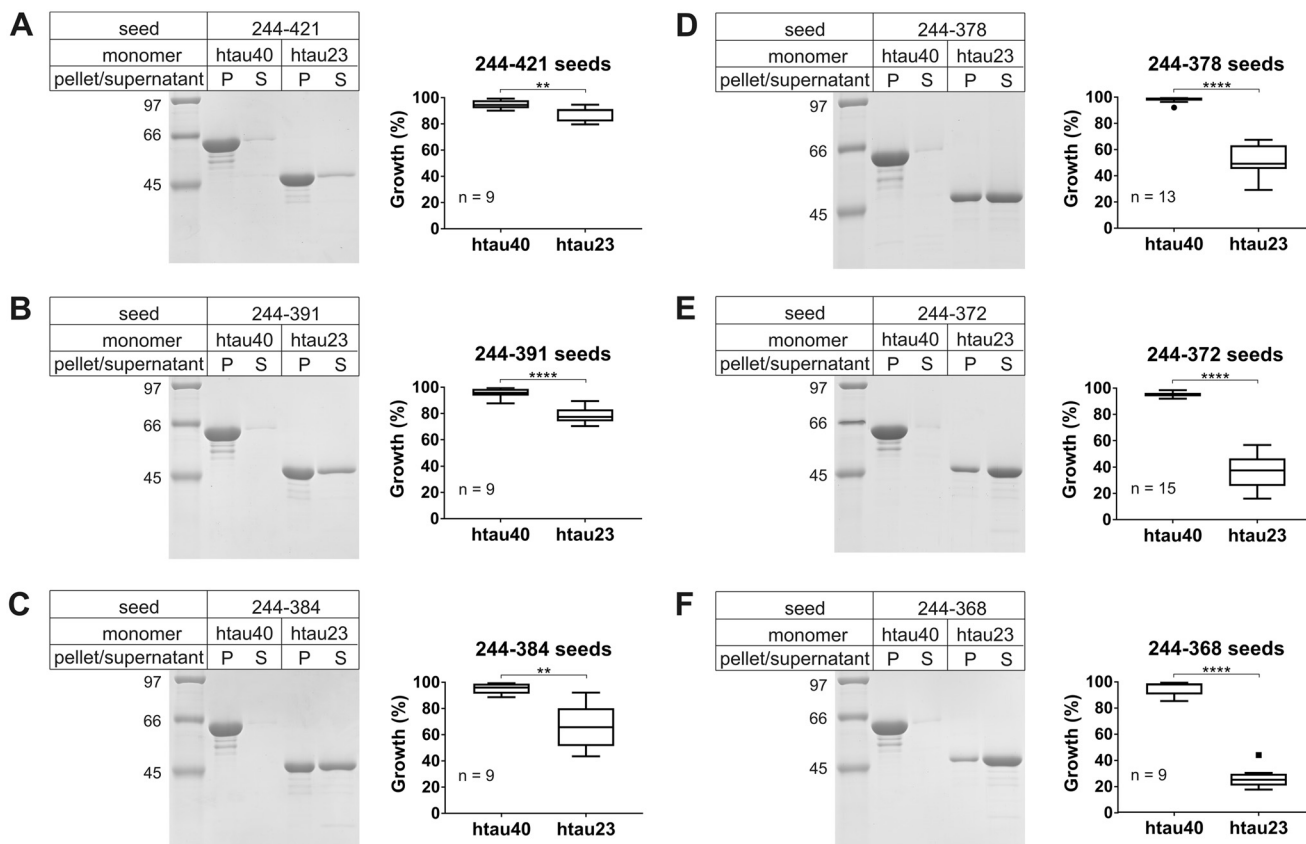 A
seed 244-421
monomer htau40 htau23
pellet/supernatant P S P S
97
66
45
244-421 seeds
**
Growth (%)
100
80
60
40
20
0
n = 9
htau40 htau23
B
seed 244-391
monomer htau40 htau23
pellet/supernatant P S P S
97
66
45
244-391 seeds
****
Growth (%)
100
80
60
40
20
0
n = 9
htau40 htau23
C
seed 244-384
monomer htau40 htau23
pellet/supernatant P S P S
97
66
45
244-384 seeds
**
Growth (%)
100
80
60
40
20
0
n = 9
htau40 htau23
D
seed 244-378
monomer htau40 htau23
pellet/supernatant P S P S
97
66
45
244-378 seeds
****
Growth (%)
100
80
60
40
20
0
n = 13
htau40 htau23
E
seed 244-372
monomer htau40 htau23
pellet/supernatant P S P S
97
66
45
244-372 seeds
****
Growth (%)
100
80
60
40
20
0
n = 15
htau40 htau23
F
seed 244-368
monomer htau40 htau23
pellet/supernatant P S P S
97
66
45
244-368 seeds
****
Growth (%)
100
80
60
40
20
0
n = 9
htau40 htau23